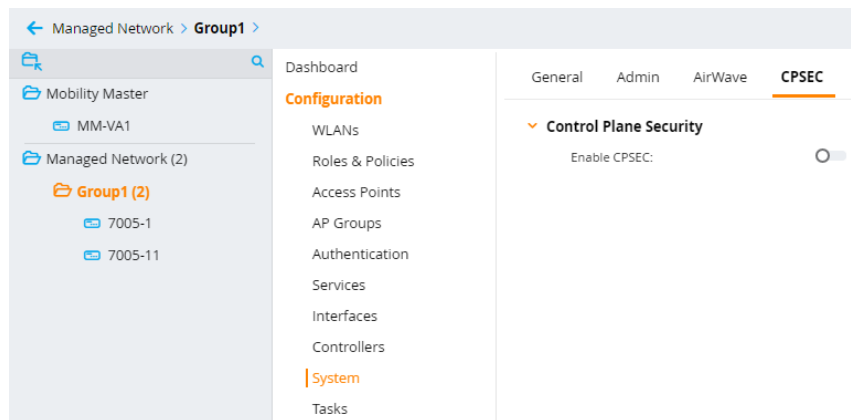 Managed Network > Group1 >
Mobility Master
MM-VA1
Managed Network (2)
Group1 (2)
7005-1
7005-11
Dashboard
Configuration
WLANs
Roles & Policies
Access Points
AP Groups
Authentication
Services
Interfaces
Controllers
System
Tasks
General Admin AirWave CPSEC
Control Plane Security
Enable CPSEC: